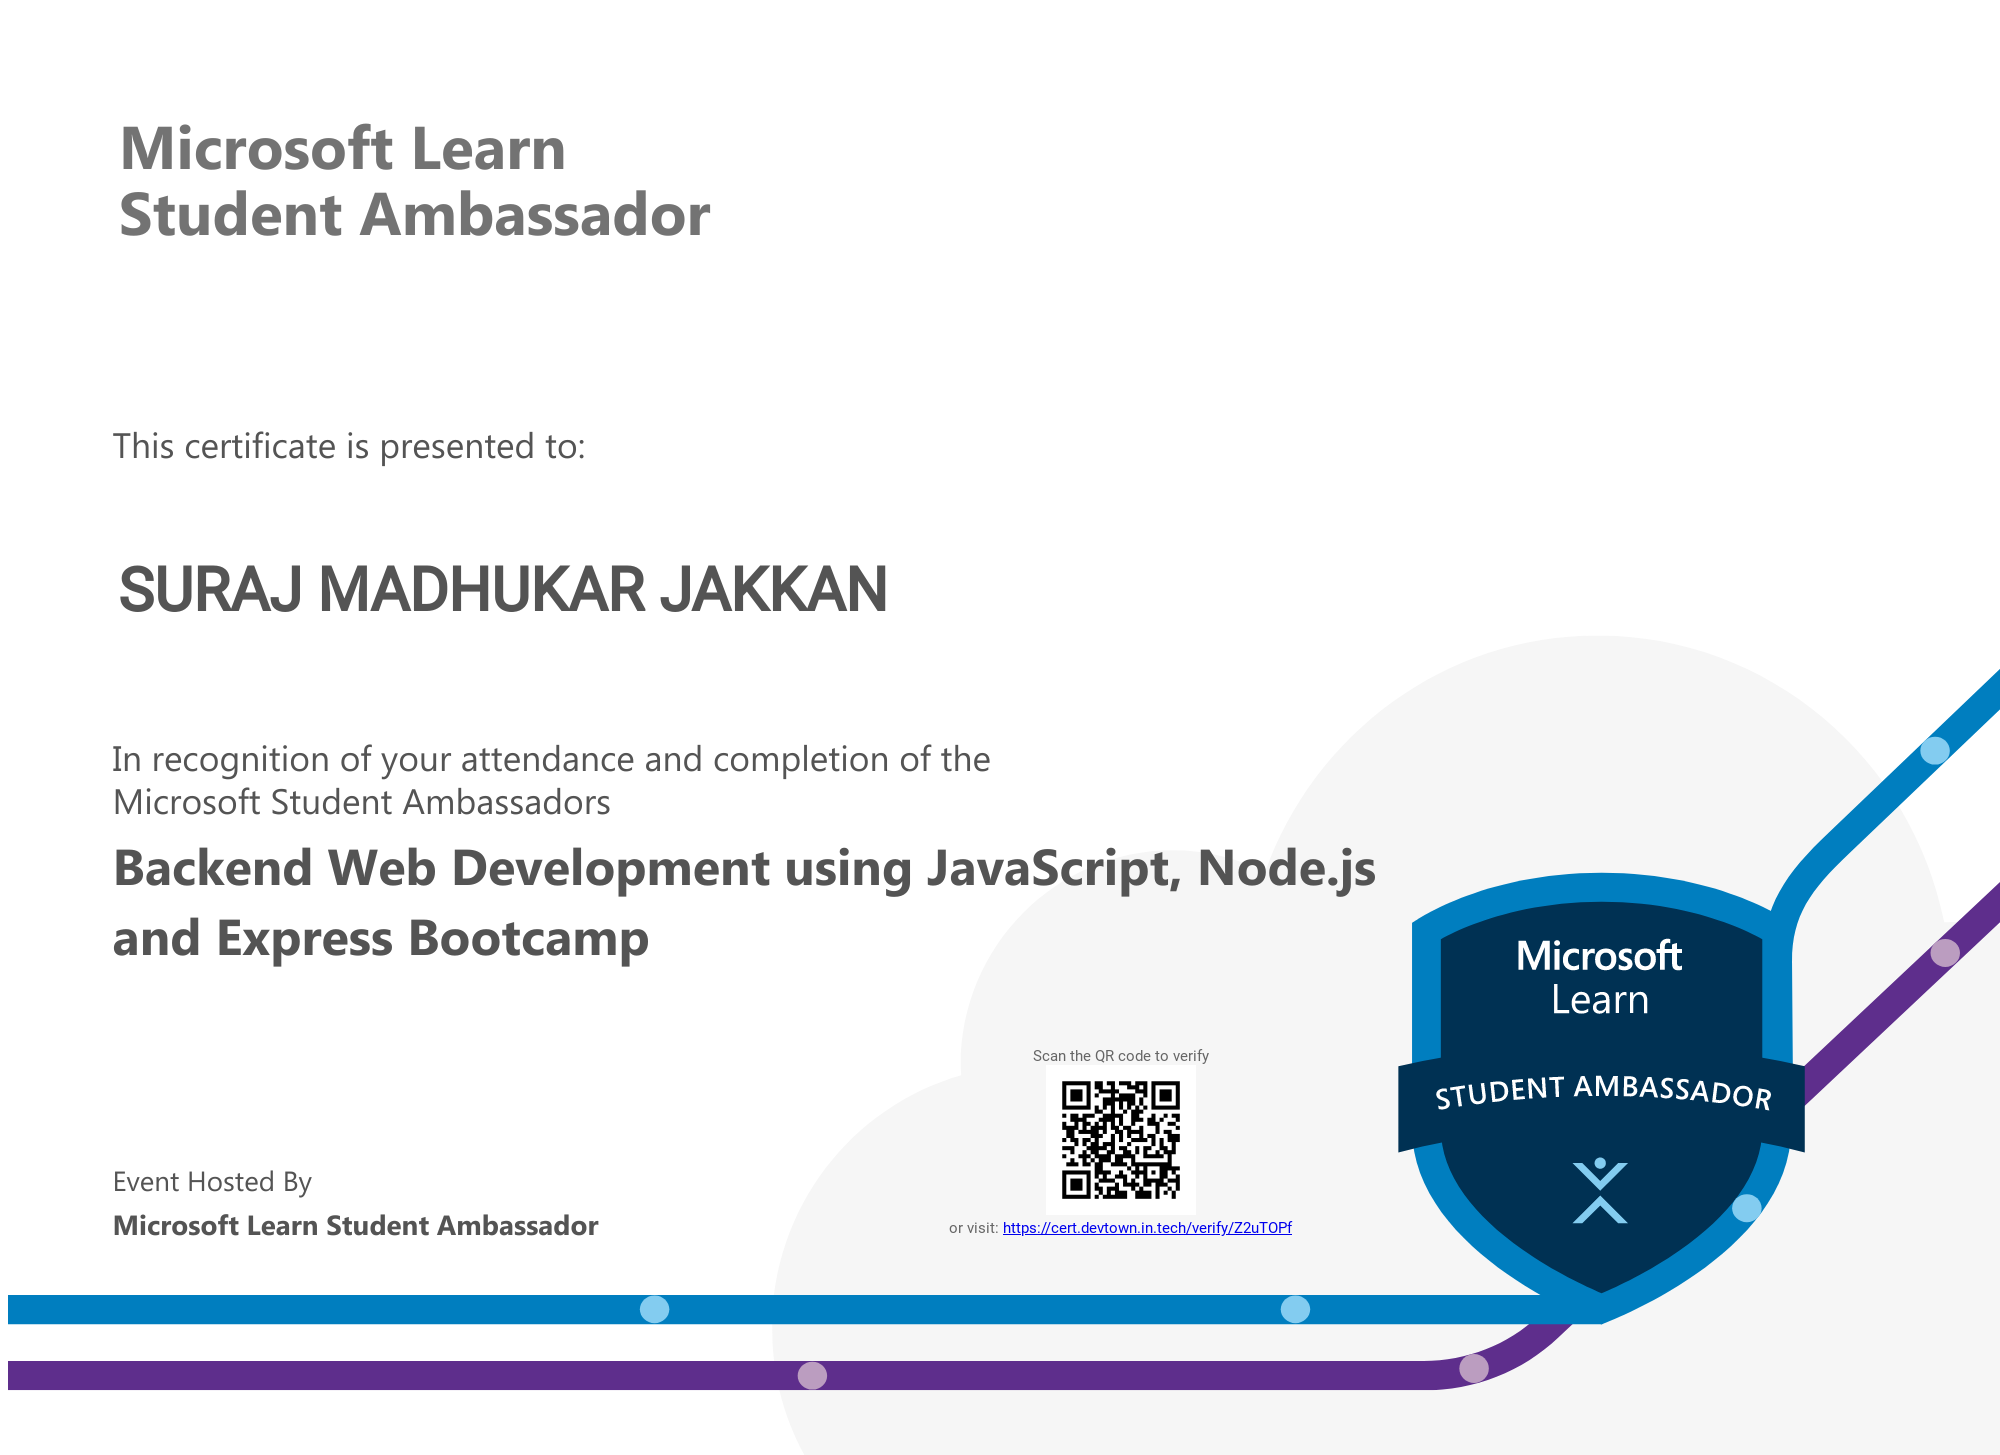 Microsoft Learn
Student Ambassador
This certificate is presented to:
SURAJ MADHUKAR JAKKAN
In recognition of your attendance and completion of the
Microsoft Student Ambassadors
Backend Web Development using JavaScript, Node.js
and Express Bootcamp
Scan the QR code to verify
or visit: https://cert.devtown.in.tech/verify/Z2uTOPf
Event Hosted By
Microsoft Learn Student Ambassador
Microsoft
Learn
STUDENT AMBASSADOR